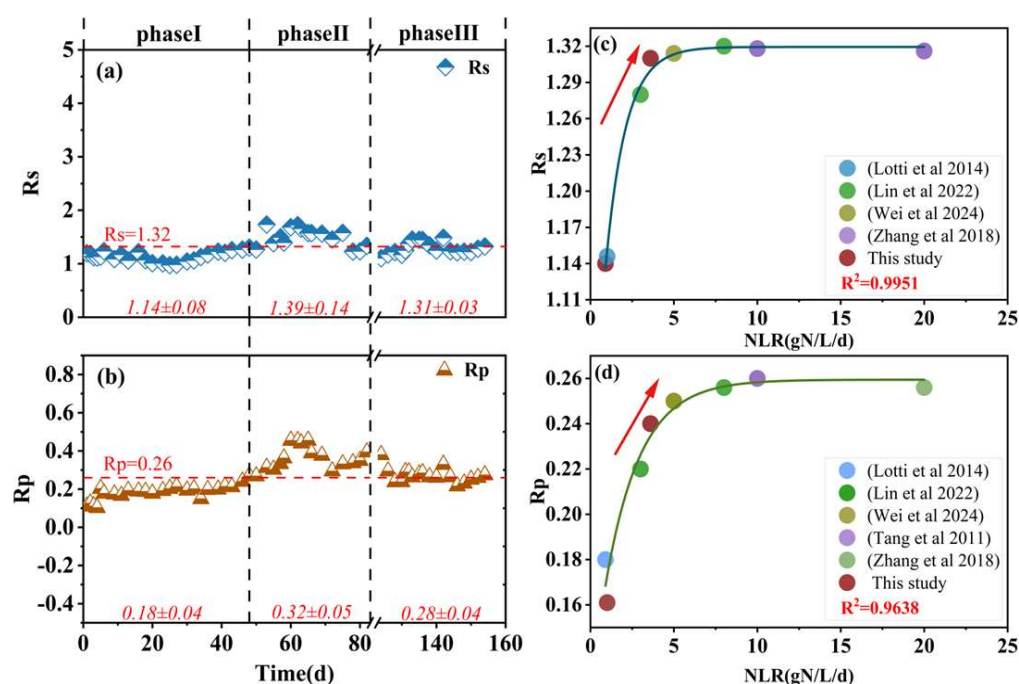 phaseI phaseII phaseIII
(a)
Rs
5
4
3
2
1
0
Rs
Rs=1.32
1.14±0.08 1.39±0.14 1.31±0.03
(b)
Rp
0.8
0.6
0.4
0.2
0.0
-0.2
-0.4
Rp
Rp=0.26
0.18±0.04 0.32±0.05 0.28±0.04
0 20 40 60 80 140 160
Time(d)
(c)
1.32
1.29
1.26
1.23
1.20
1.17
1.14
1.11
Rs
(Lotti et al 2014)
(Lin et al 2022)
(Wei et al 2024)
(Zhang et al 2018)
This study
R²=0.9951
0 5 10 15 20 25
NLR(gN/L/d)
(d)
0.26
0.24
0.22
0.20
0.18
0.16
Rp
(Lotti et al 2014)
(Lin et al 2022)
(Wei et al 2024)
(Tang et al 2011)
(Zhang et al 2018)
This study
R²=0.9638
0 5 10 15 20 25
NLR(gN/L/d)